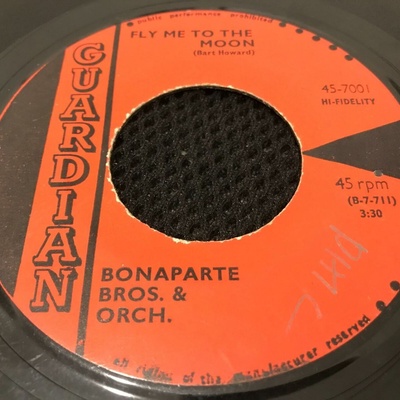 public performance prohibited
FLY ME TO THE
MOON
(Bart Howard)
GUARDIAN
45-7001
HI-FIDELITY
45 rpm
(B-7-711)
3:30
BONAPARTE
BROS. &
ORCH.
all rights of the Manufacturer reserved